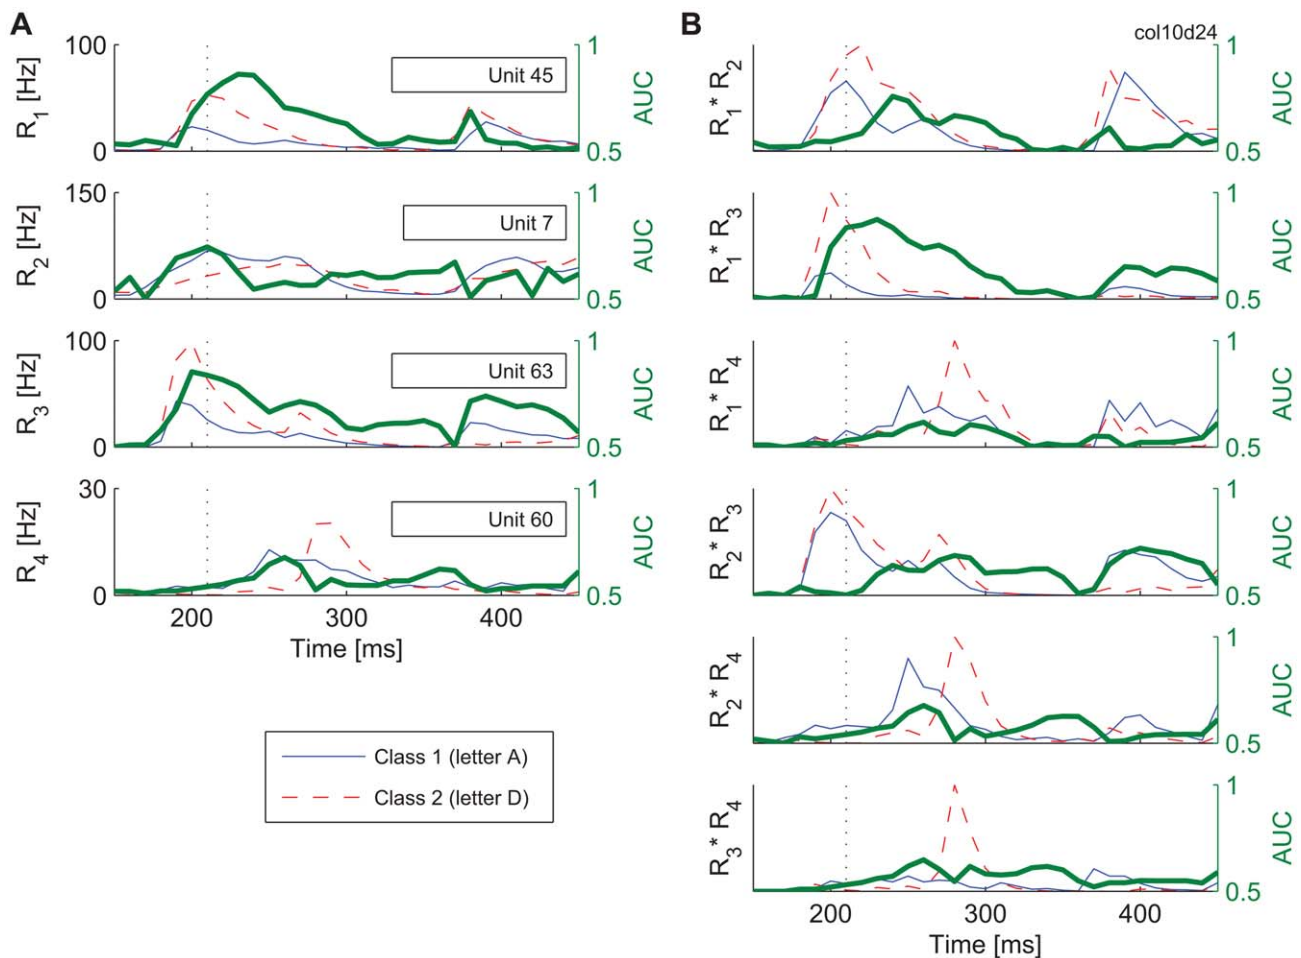 A
B
col10d24
100
0
R1 [Hz]
Unit 45
1
0.5
AUC
150
0
R2 [Hz]
Unit 7
1
0.5
AUC
100
0
R3 [Hz]
Unit 63
1
0.5
AUC
30
0
R4 [Hz]
Unit 60
1
0.5
AUC
200
300
400
Time [ms]
Class 1 (letter A)
Class 2 (letter D)
R1 * R2
1
0.5
AUC
R1 * R3
1
0.5
AUC
R1 * R4
1
0.5
AUC
R2 * R3
1
0.5
AUC
R2 * R4
1
0.5
AUC
R3 * R4
1
0.5
AUC
200
300
400
Time [ms]